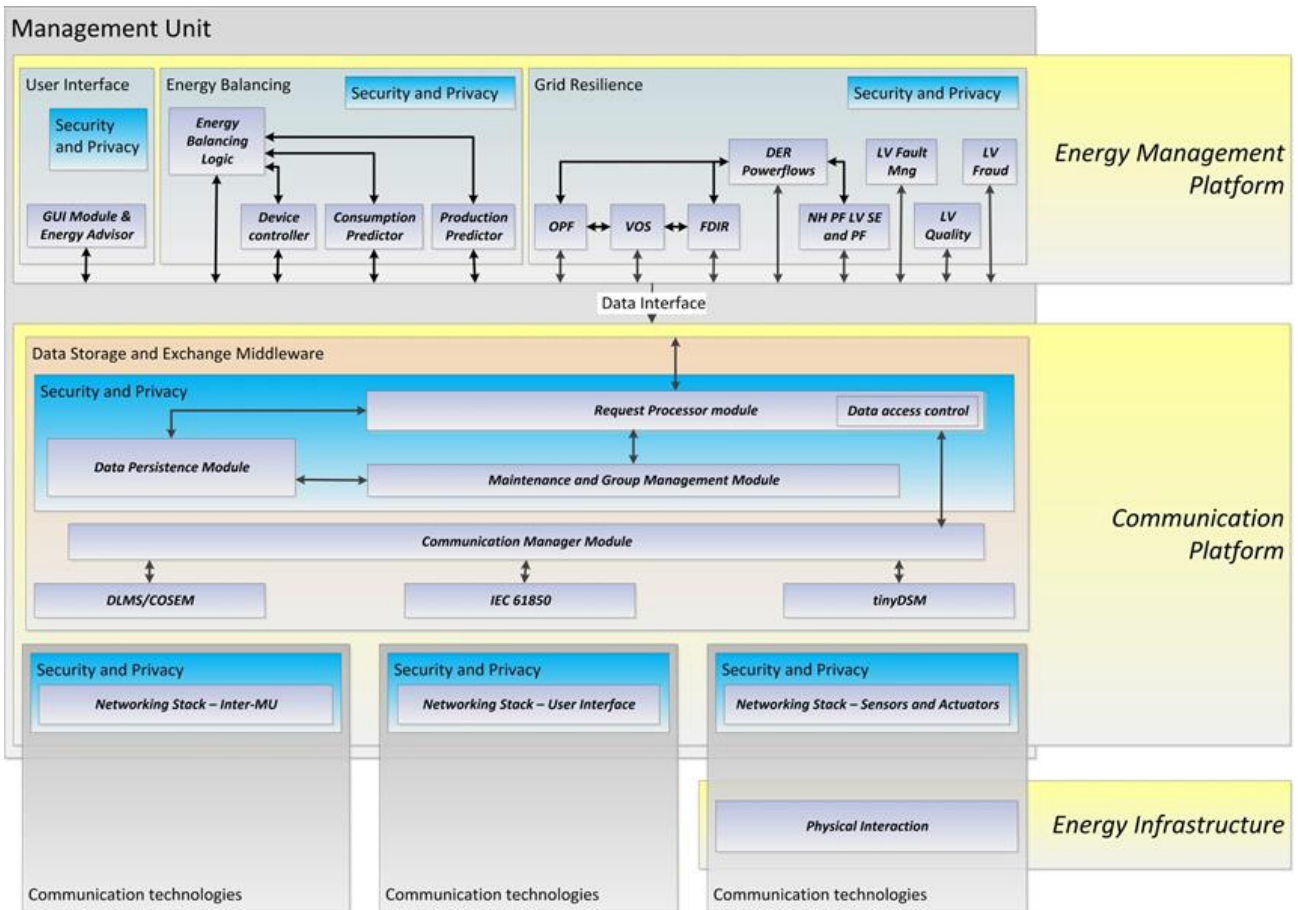 Management Unit
User Interface
Energy Balancing
Grid Resilience
Security
and Privacy
Security and Privacy
Security and Privacy
Energy
Balancing
Logic
DER
Powerflows
LV Fault
Mng
LV
Fraud
Energy Management
Platform
GUI Module &
Energy Advisor
Device
controller
Consumption
Predictor
Production
Predictor
OPF
VOS
FDIR
NH PF LV SE
and PF
LV
Quality
Data Interface
Data Storage and Exchange Middleware
Security and Privacy
Request Processor module
Data access control
Data Persistence Module
Maintenance and Group Management Module
Communication
Platform
Communication Manager Module
DLMS/COSEM
IEC 61850
tinyDSM
Security and Privacy
Security and Privacy
Security and Privacy
Networking Stack – Inter-MU
Networking Stack – User Interface
Networking Stack – Sensors and Actuators
Physical Interaction
Energy Infrastructure
Communication technologies
Communication technologies
Communication technologies